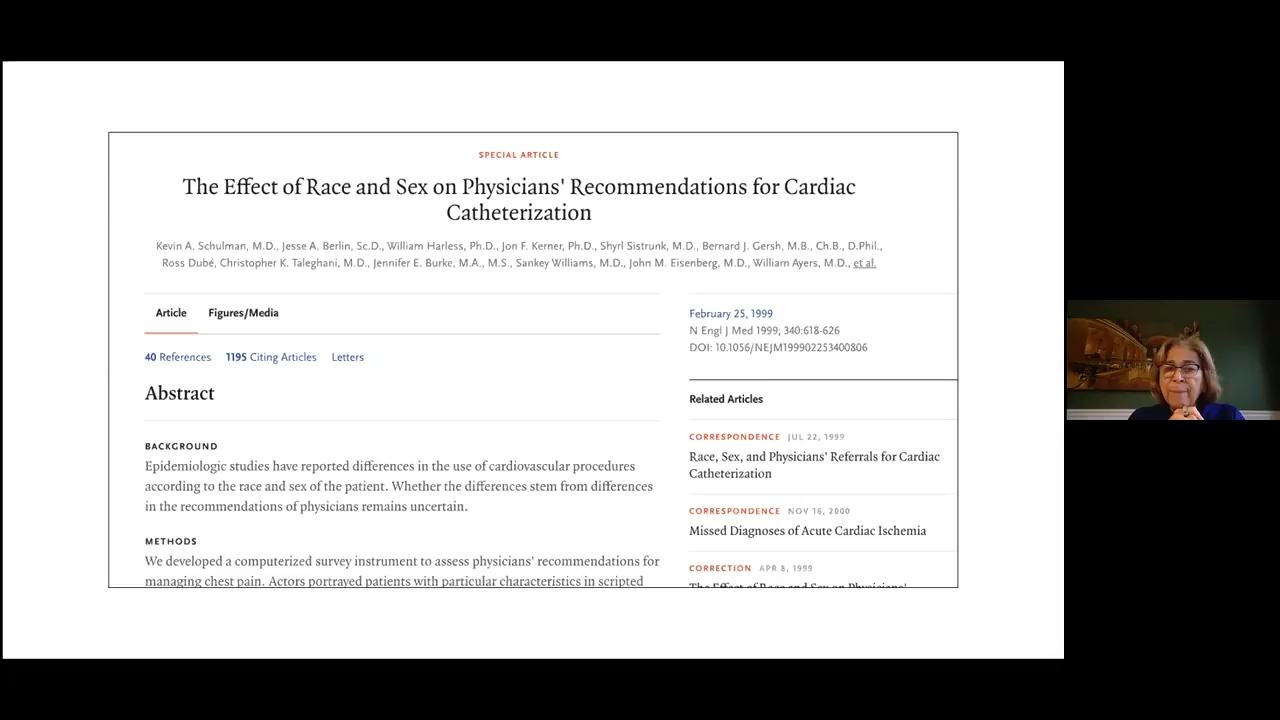 SPECIAL ARTICLE
The Effect of Race and Sex on Physicians' Recommendations for Cardiac
Catheterization
Kevin A. Schulman, M.D., Jesse A. Berlin, Sc.D., William Harless, Ph.D., Jon F. Kerner, Ph.D., Shyrl Sistrunk, M.D., Bernard J. Gersh, M.B., Ch.B., D.Phil.,
Ross Dubé, Christopher K. Taleghani, M.D., Jennifer E. Burke, M.A., M.S., Sankey Williams, M.D., John M. Eisenberg, M.D., William Ayers, M.D., et al.
Article Figures/Media
40 References 1195 Citing Articles Letters
Abstract
BACKGROUND
Epidemiologic studies have reported differences in the use of cardiovascular procedures
according to the race and sex of the patient. Whether the differences stem from differences
in the recommendations of physicians remains uncertain.
METHODS
We developed a computerized survey instrument to assess physicians' recommendations for
managing chest pain. Actors portrayed patients with particular characteristics in scripted
February 25, 1999
N Engl J Med 1999; 340:618-626
DOI: 10.1056/NEJM199902253400806
Related Articles
CORRESPONDENCE JUL 22, 1999
Race, Sex, and Physicians' Referrals for Cardiac
Catheterization
CORRESPONDENCE NOV 16, 2000
Missed Diagnoses of Acute Cardiac Ischemia
CORRECTION APR 8, 1999
The Effect of Race and Sex on Physicians'